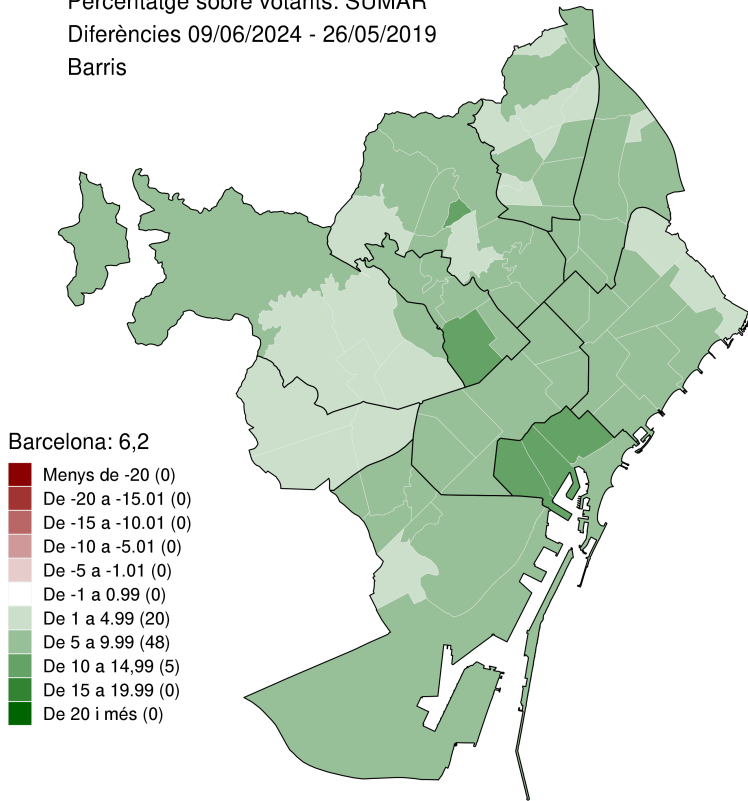 Percentatge sobre votants. SUMAR
Diferències 09/06/2024 - 26/05/2019
Barris
Barcelona: 6,2
Menys de -20 (0)
De -20 a -15.01 (0)
De -15 a -10.01 (0)
De -10 a -5.01 (0)
De -5 a -1.01 (0)
De -1 a 0.99 (0)
De 1 a 4.99 (20)
De 5 a 9.99 (48)
De 10 a 14,99 (5)
De 15 a 19.99 (0)
De 20 i més (0)